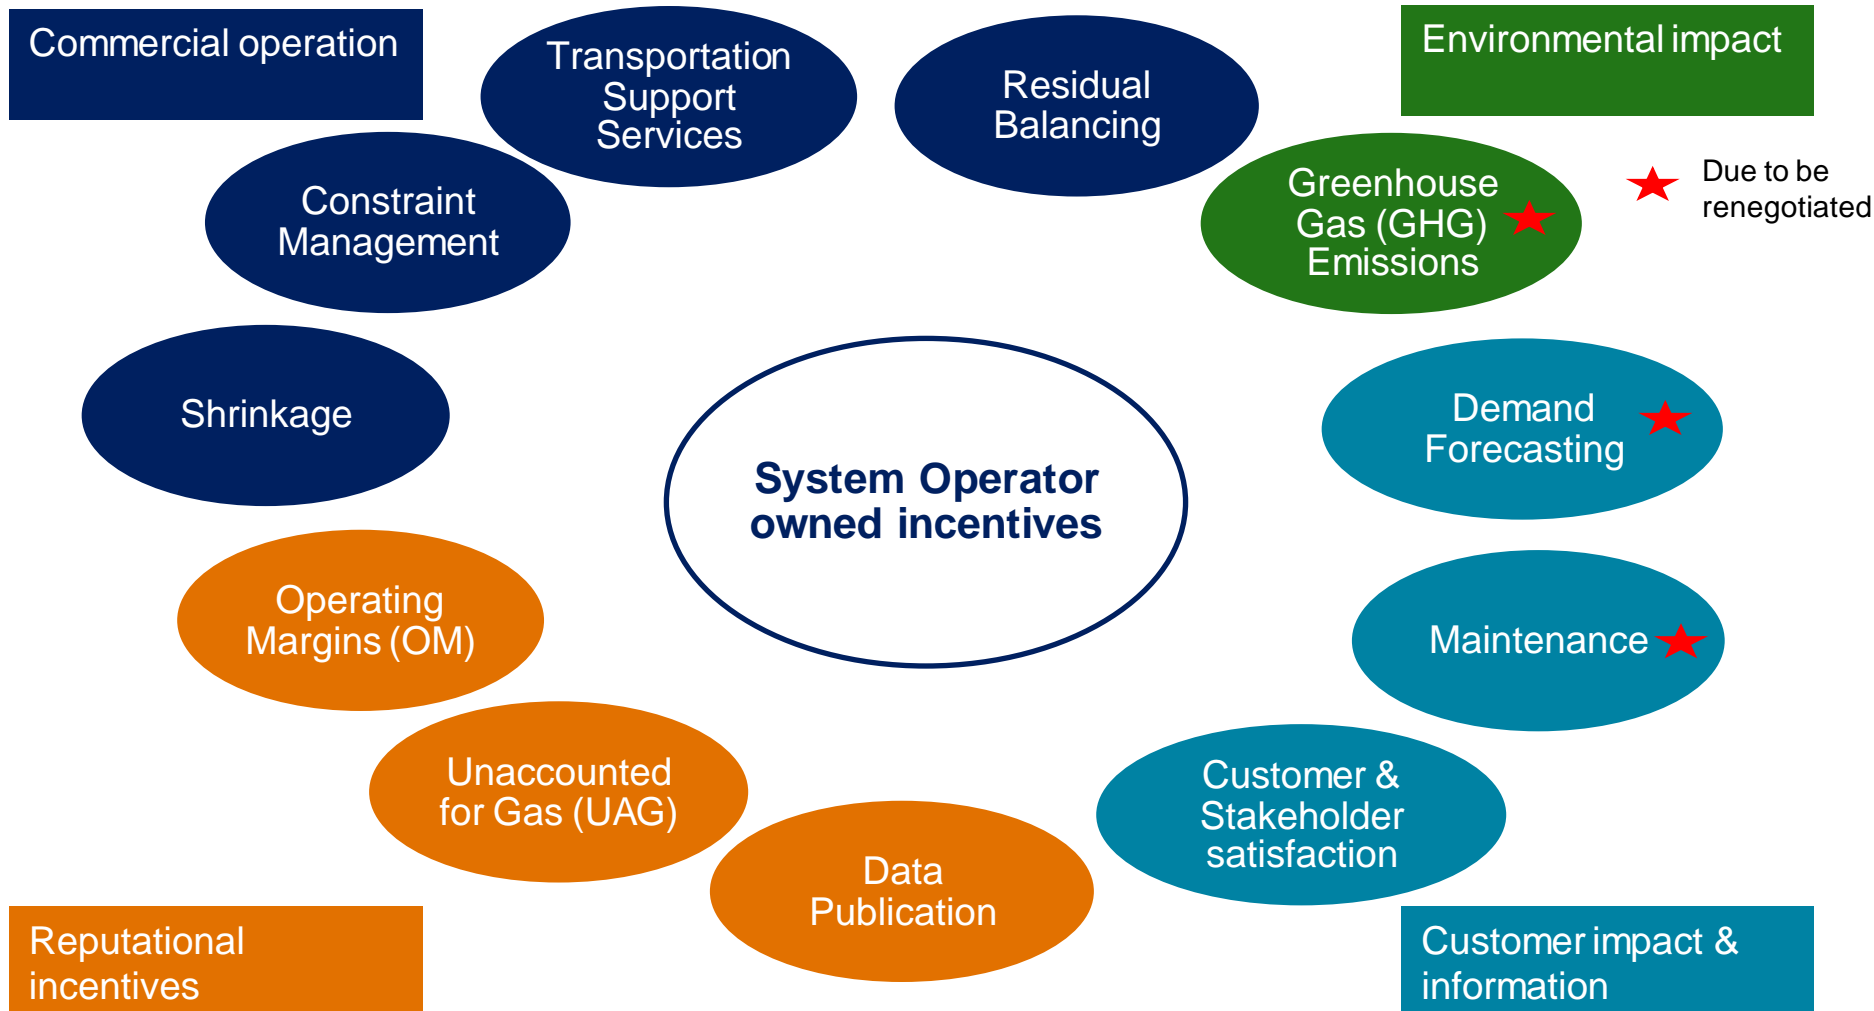 Commercial operation
Transportation
Support
Services
Residual
Balancing
Environmental impact
Constraint
Management
Greenhouse
Gas (GHG)
Emissions
Due to be
renegotiated
Shrinkage
Demand
Forecasting
System Operator
owned incentives
Operating
Margins (OM)
Maintenance
Unaccounted
for Gas (UAG)
Customer &
Stakeholder
satisfaction
Data
Publication
Reputational
incentives
Customer impact &
information